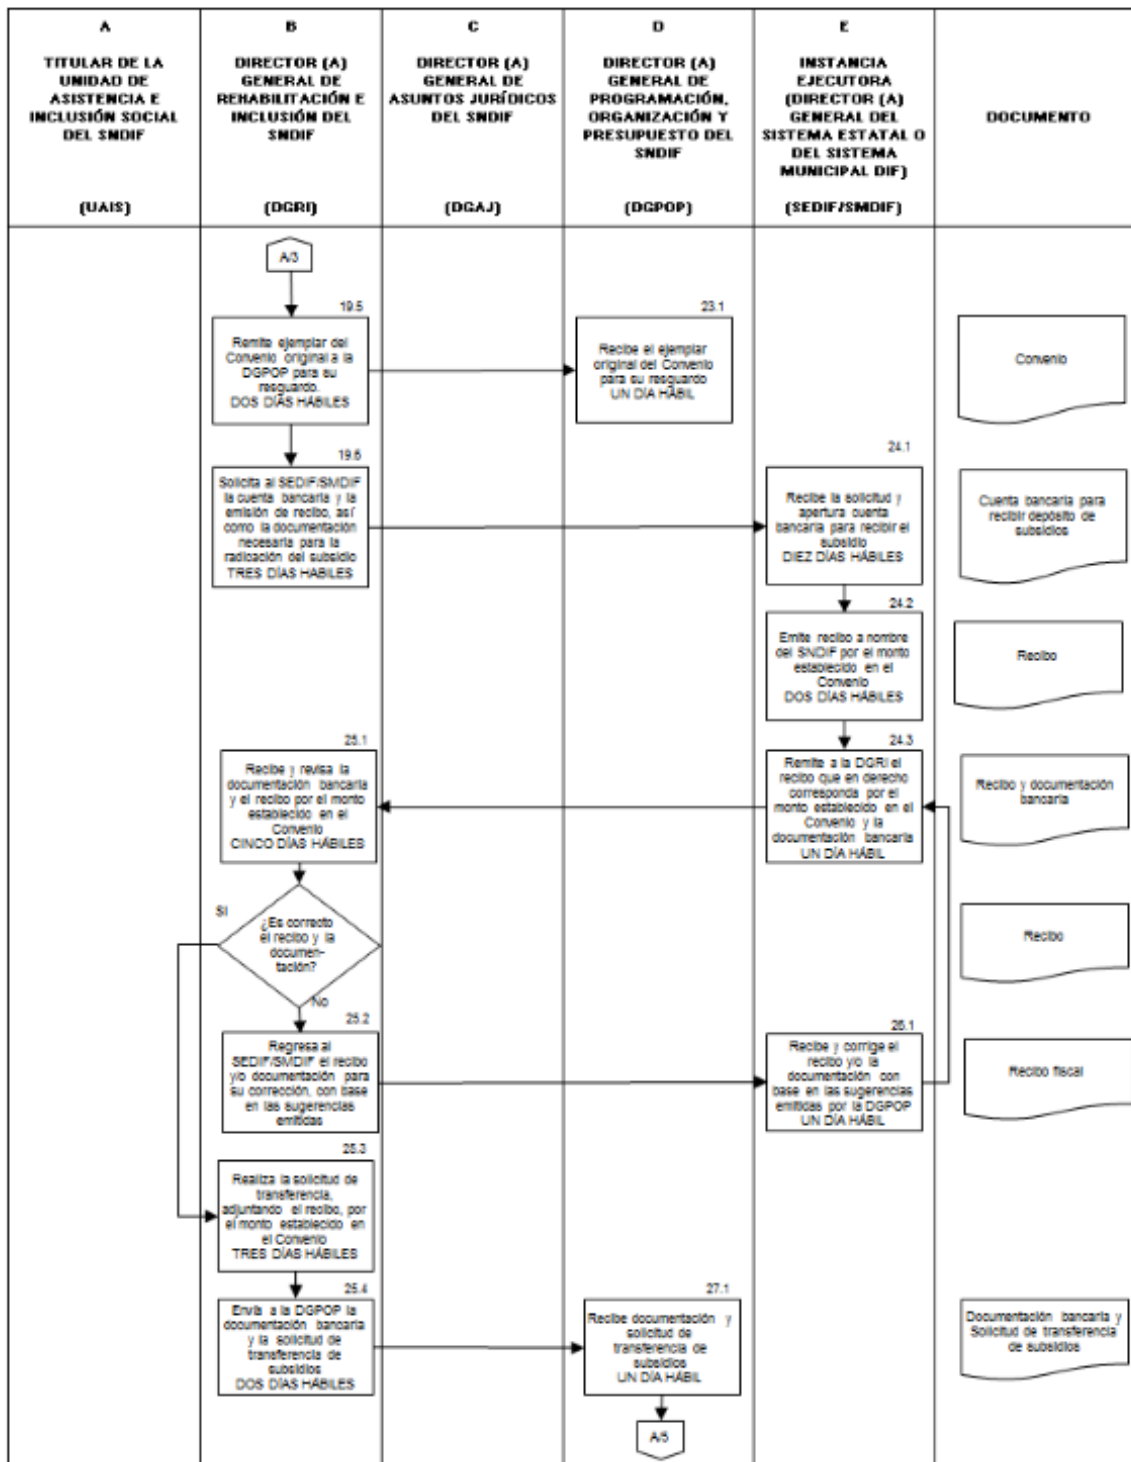 A
TITULAR DE LA
UNIDAD DE
ASISTENCIA E
INCLUSIÓN SOCIAL
DEL SNDIF
(UAIS)
B
DIRECTOR (A)
GENERAL DE
REHABILITACIÓN E
INCLUSIÓN DEL
SNDIF
(DGRI)
C
DIRECTOR (A)
GENERAL DE
ASUNTOS JURÍDICOS
DEL SNDIF
(DGAJ)
D
DIRECTOR (A)
GENERAL DE
PROGRAMACIÓN,
ORGANIZACIÓN Y
PRESUPUESTO DEL
SNDIF
(DGPOP)
E
INSTANCIA
EJECUTORA
(DIRECTOR (A)
GENERAL DEL
SISTEMA ESTATAL O
DEL SISTEMA
MUNICIPAL DIF)
(SEDIF/SMDIF)
DOCUMENTO
A/3
19.5
Remite ejemplar del
Convenio original a la
DGPOP para su
resguardo.
DOS DÍAS HÁBILES
23.1
Recibe el ejemplar
original del Convenio
para su resguardo
UN DÍA HÁBIL
Convenio
19.6
Solicita al SEDIF/SMDIF
la cuenta bancaria y la
emisión de recibo, así
como la documentación
necesaria para la
radicación del subsidio
TRES DÍAS HÁBILES
24.1
Recibe la solicitud y
apertura cuenta
bancaria para recibir el
subsidio
DIEZ DÍAS HÁBILES
Cuenta bancaria para
recibir depósito de
subsidios
24.2
Emite recibo a nombre
del SNDIF por el monto
establecido en el
Convenio
DOS DÍAS HÁBILES
Recibo
25.1
Recibe y revisa la
documentación bancaria
y el recibo por el monto
establecido en el
Convenio
CINCO DÍAS HÁBILES
24.3
Remite a la DGRI el
recibo que en derecho
corresponda por el
monto establecido en el
Convenio y la
documentación bancaria
UN DÍA HÁBIL
Recibo y documentación
bancaria
SI
¿Es correcto
el recibo y la
documen-
tación?
No
Recibo
25.2
Regresa al
SEDIF/SMDIF el recibo
y/o documentación para
su corrección, con base
en las sugerencias
emitidas
26.1
Recibe y corrige el
recibo y/o la
documentación con
base en las sugerencias
emitidas por la DGPOP
UN DÍA HÁBIL
Recibo fiscal
25.3
Realiza la solicitud de
transferencia,
adjuntando el recibo, por
el monto establecido en
el Convenio
TRES DÍAS HÁBILES
25.4
Envía a la DGPOP la
documentación bancaria
y la solicitud de
transferencia de
subsidios
DOS DÍAS HÁBILES
27.1
Recibe documentación y
solicitud de
transferencia de
subsidios
UN DÍA HÁBIL
Documentación bancaria y
Solicitud de transferencia
de subsidios
A/5